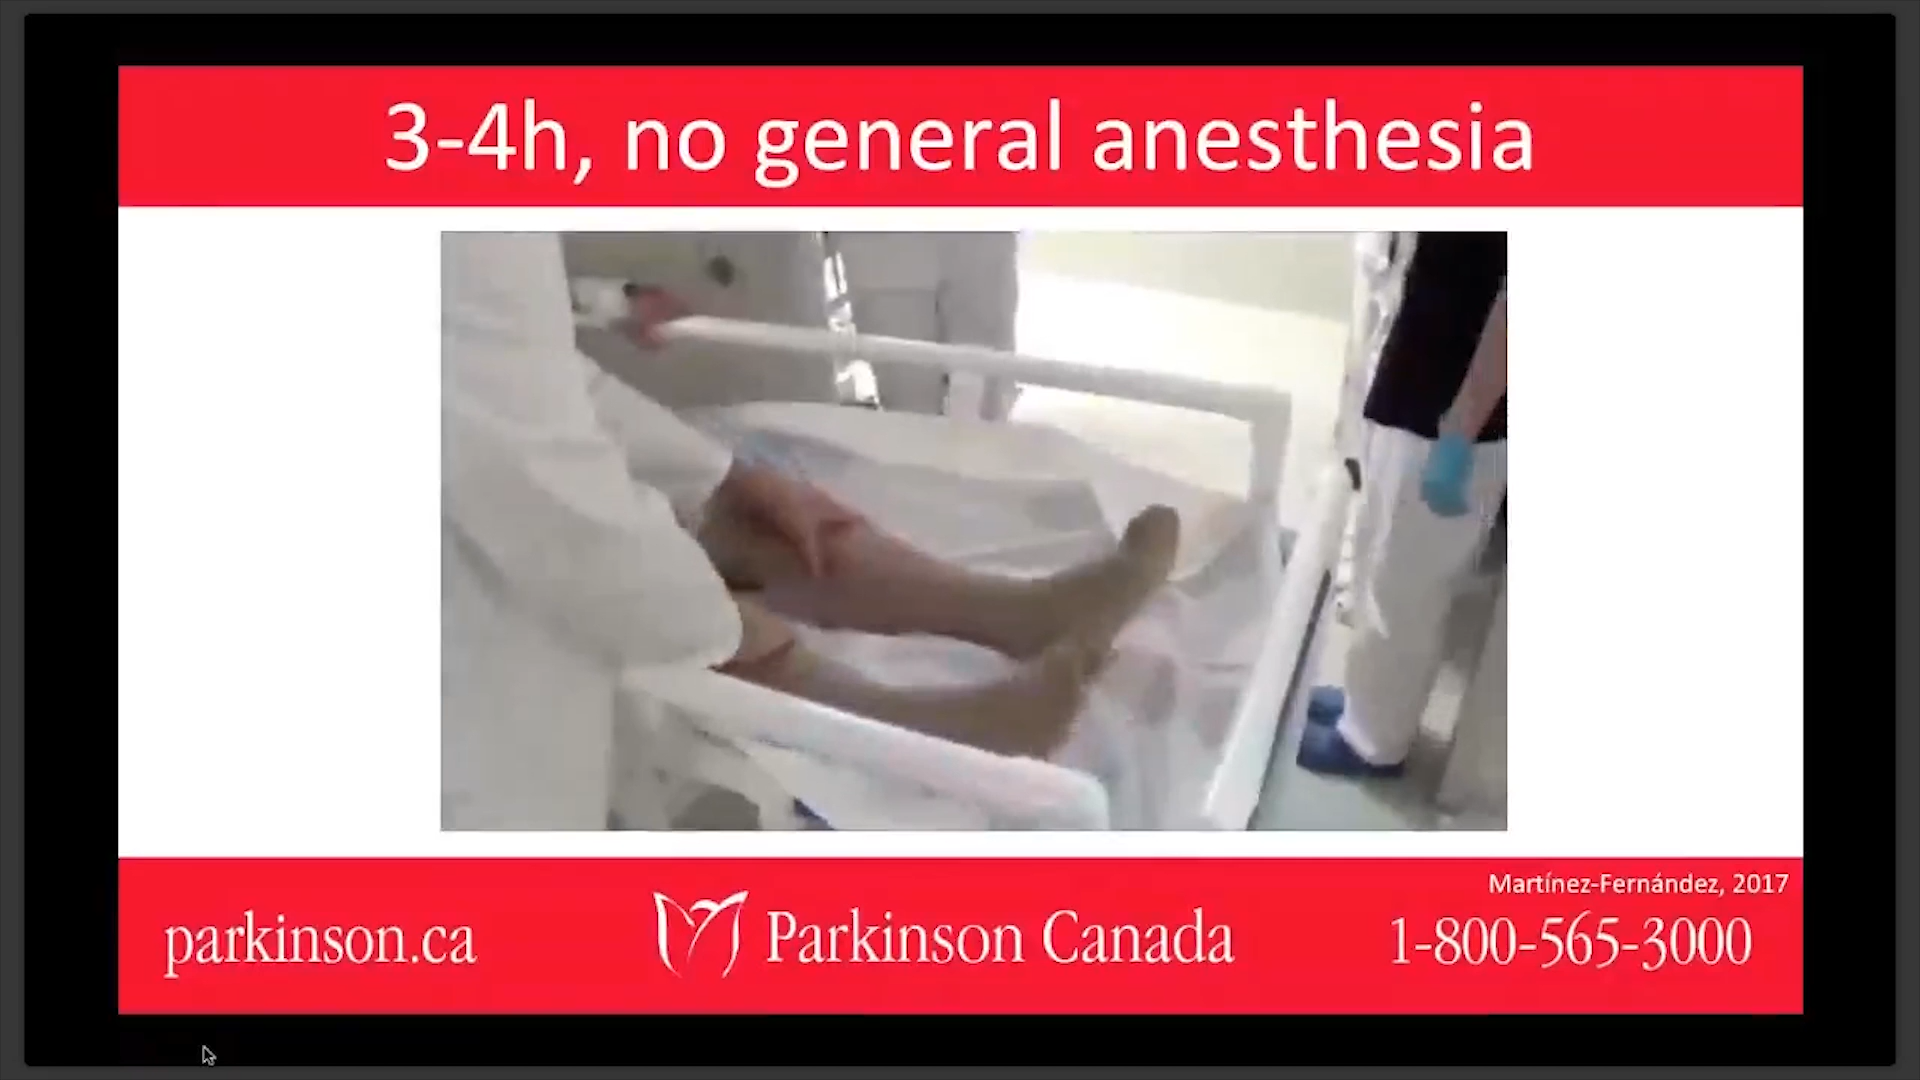 3-4h, no general anesthesia
Martínez-Fernández, 2017
parkinson.ca
Parkinson Canada
1-800-565-3000